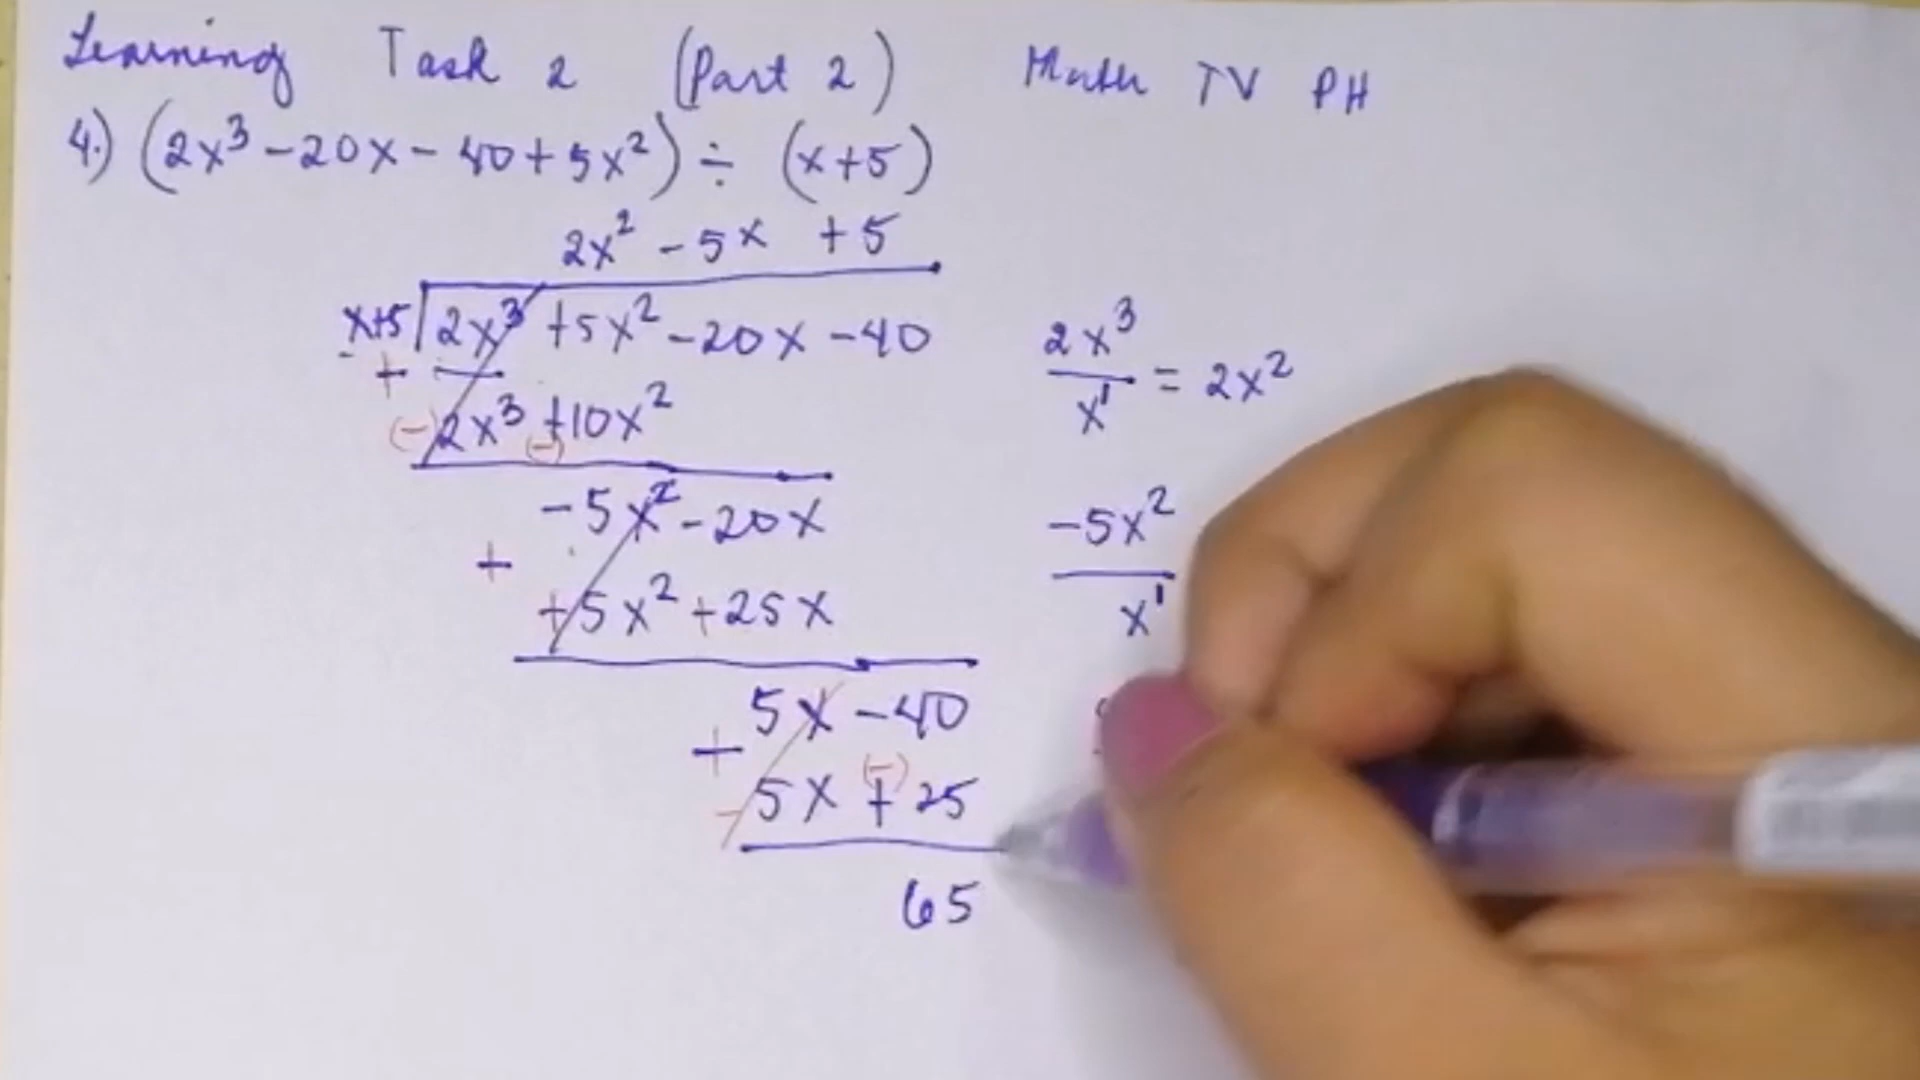 Learning Task 2 (Part 2) Math TV PH
4.) (2x³ - 20x - 40 + 5x²) ÷ (x+5)
2x² - 5x + 5
x+5 2x³ + 5x² - 20x - 40
+
(-) 2x³ (-) +10x²
-5x² - 20x
+
+5x² + 25x
5x - 40
+
- 5x (-) + 25
65
2x³
/ x¹ = 2x²
-5x²
/ x¹